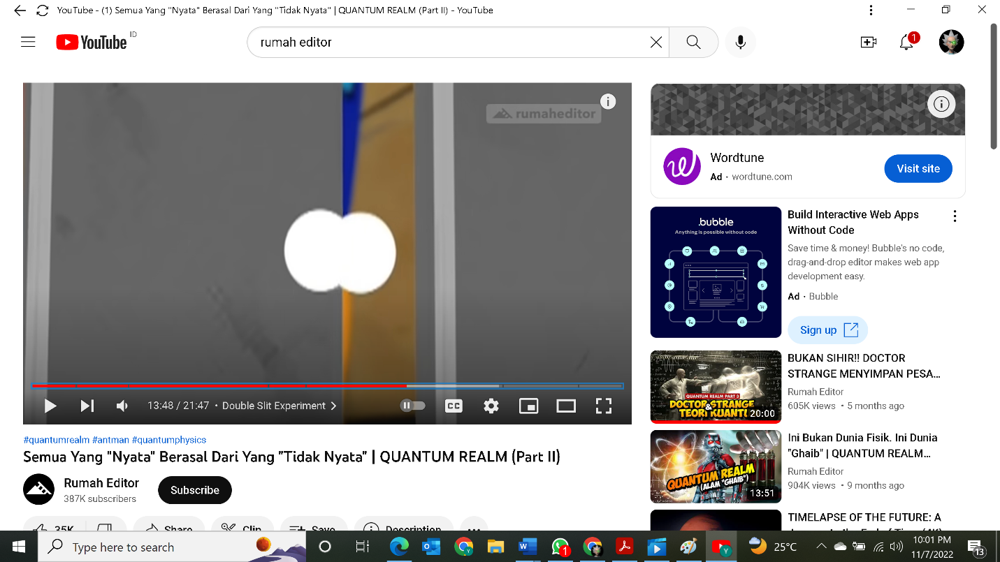 YouTube - (1) Semua Yang "Nyata" Berasal Dari Yang "Tidak Nyata" | QUANTUM REALM (Part II) - YouTube
YouTube ID
rumah editor
1
rumaheditor
i
13:48 / 21:47 • Double Slit Experiment
CC
#quantumrealm #antman #quantumphysics
Semua Yang "Nyata" Berasal Dari Yang "Tidak Nyata" | QUANTUM REALM (Part II)
Rumah Editor
387K subscribers
Subscribe
35K
Share
Clip
Save
Description
Wordtune
Ad · wordtune.com
Visit site
.bubble
Anything is possible without code
Build Interactive Web Apps
Without Code
Save time & money! Bubble's no code,
drag-and-drop editor makes web app
development easy.
Ad · Bubble
Sign up
QUANTUM REALM PART 3
DOCTOR STRANGE
&
TEORI KUANT
20:00
BUKAN SIHIR!! DOCTOR
STRANGE MENYIMPAN PESA...
Rumah Editor
605K views • 5 months ago
QUANTUM REALM
(ALAM "GHAIB")
13:51
Ini Bukan Dunia Fisik. Ini Dunia
"Ghaib" | QUANTUM REALM...
Rumah Editor
904K views • 9 months ago
TIMELAPSE OF THE FUTURE: A
Type here to search
1
Y
25°C
10:01 PM
11/7/2022
13